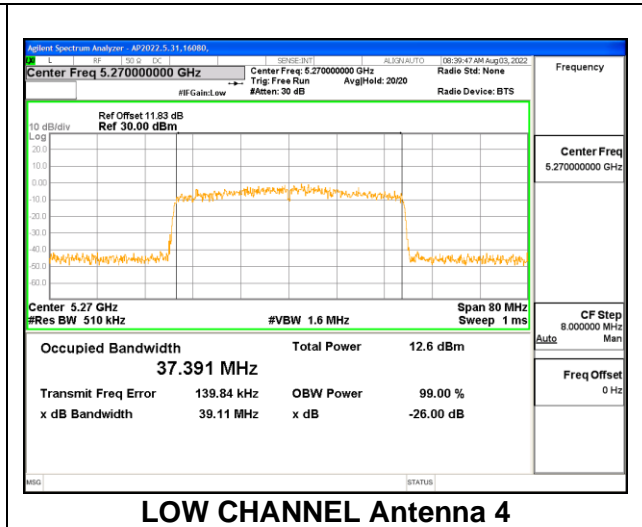 Agilent Spectrum Analyzer - AP2022.5.31,16080,
L RF 50 Ω DC SENSE:INT ALIGN AUTO 08:39:47 AM Aug 03, 2022
Center Freq 5.270000000 GHz Center Freq: 5.270000000 GHz Radio Std: None Frequency
Trig: Free Run Avg|Hold: 20/20
#IFGain:Low #Atten: 30 dB Radio Device: BTS
Ref Offset 11.83 dB
10 dB/div Ref 30.00 dBm
Log
20.0
10.0
0.00
-10.0
-20.0
-30.0
-40.0
-50.0
-60.0
Center Freq
5.270000000 GHz
Center 5.27 GHz Span 80 MHz
#Res BW 510 kHz #VBW 1.6 MHz Sweep 1 ms
CF Step
8.000000 MHz
Auto Man
Occupied Bandwidth Total Power 12.6 dBm
37.391 MHz
Freq Offset
0 Hz
Transmit Freq Error 139.84 kHz OBW Power 99.00 %
x dB Bandwidth 39.11 MHz x dB -26.00 dB
MSG STATUS
LOW CHANNEL Antenna 4